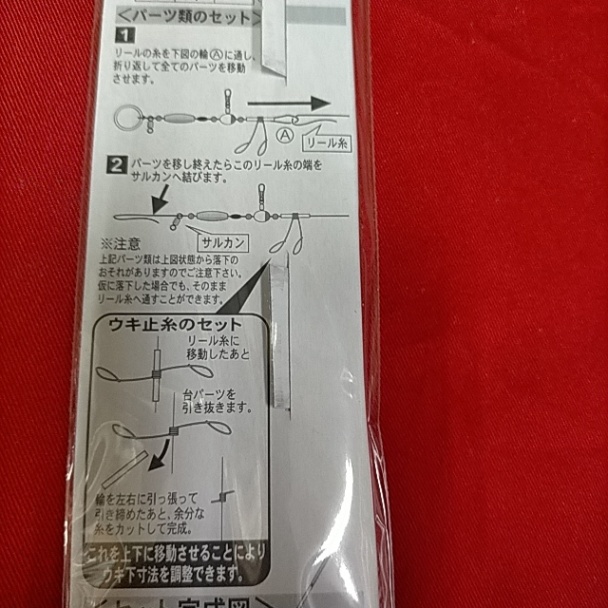 ＜パーツ類のセット＞
1
リールの糸を下図の輪Ⓐに通し、
折り返して全てのパーツを移動
させます。
Ⓐ
リール糸
2 パーツを移し終えたらこのリール糸の端を
サルカンへ結びます。
サルカン
※注意
上記パーツ類は上図状態から落下の
おそれがありますのでご注意下さい。
仮に落下した場合でも、そのまま
リール糸へ通すことができます。
ウキ止糸のセット
リール糸に
移動したあと
台パーツを
引き抜きます。
輪を左右に引っ張って
引き締めたあと、余分な
糸をカットして完成。
これを上下に移動させることにより
ウキ下寸法を調整できます。
＜セット完成図＞